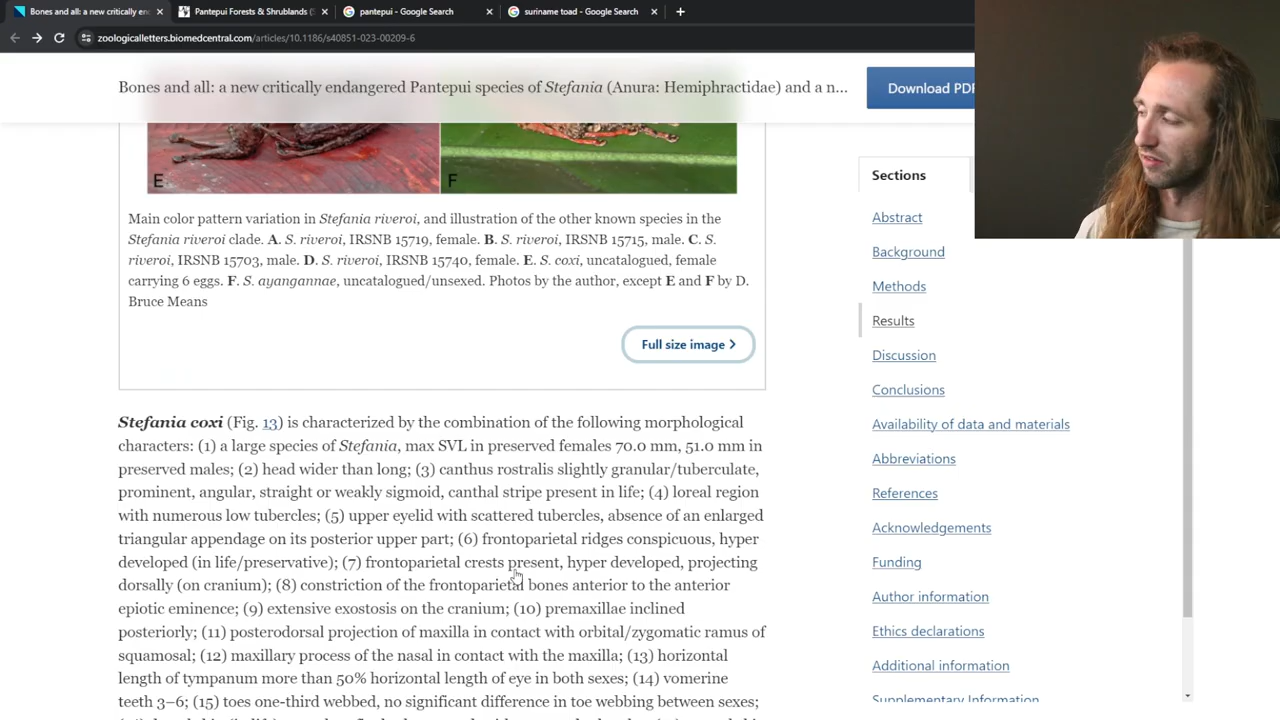 Bones and all: a new critically en
Pantepui Forests & Shrublands (
pantepui - Google Search
suriname toad - Google Search
zoologicalletters.biomedcentral.com/articles/10.1186/s40851-023-00209-6
Bones and all: a new critically endangered Pantepui species of Stefania (Anura: Hemiphractidae) and a n...
Download PDF
E
F
Main color pattern variation in Stefania riveroi, and illustration of the other known species in the
Stefania riveroi clade. A. S. riveroi, IRSNB 15719, female. B. S. riveroi, IRSNB 15715, male. C. S.
riveroi, IRSNB 15703, male. D. S. riveroi, IRSNB 15740, female. E. S. coxi, uncatalogued, female
carrying 6 eggs. F. S. ayangannae, uncatalogued/unsexed. Photos by the author, except E and F by D.
Bruce Means
Full size image
Stefania coxi (Fig. 13) is characterized by the combination of the following morphological
characters: (1) a large species of Stefania, max SVL in preserved females 70.0 mm, 51.0 mm in
preserved males; (2) head wider than long; (3) canthus rostralis slightly granular/tuberculate,
prominent, angular, straight or weakly sigmoid, canthal stripe present in life; (4) loreal region
with numerous low tubercles; (5) upper eyelid with scattered tubercles, absence of an enlarged
triangular appendage on its posterior upper part; (6) frontoparietal ridges conspicuous, hyper
developed (in life/preservative); (7) frontoparietal crests present, hyper developed, projecting
dorsally (on cranium); (8) constriction of the frontoparietal bones anterior to the anterior
epiotic eminence; (9) extensive exostosis on the cranium; (10) premaxillae inclined
posteriorly; (11) posterodorsal projection of maxilla in contact with orbital/zygomatic ramus of
squamosal; (12) maxillary process of the nasal in contact with the maxilla; (13) horizontal
length of tympanum more than 50% horizontal length of eye in both sexes; (14) vomerine
teeth 3–6; (15) toes one-third webbed, no significant difference in toe webbing between sexes;
Sections
Abstract
Background
Methods
Results
Discussion
Conclusions
Availability of data and materials
Abbreviations
References
Acknowledgements
Funding
Author information
Ethics declarations
Additional information
Supplementary Information